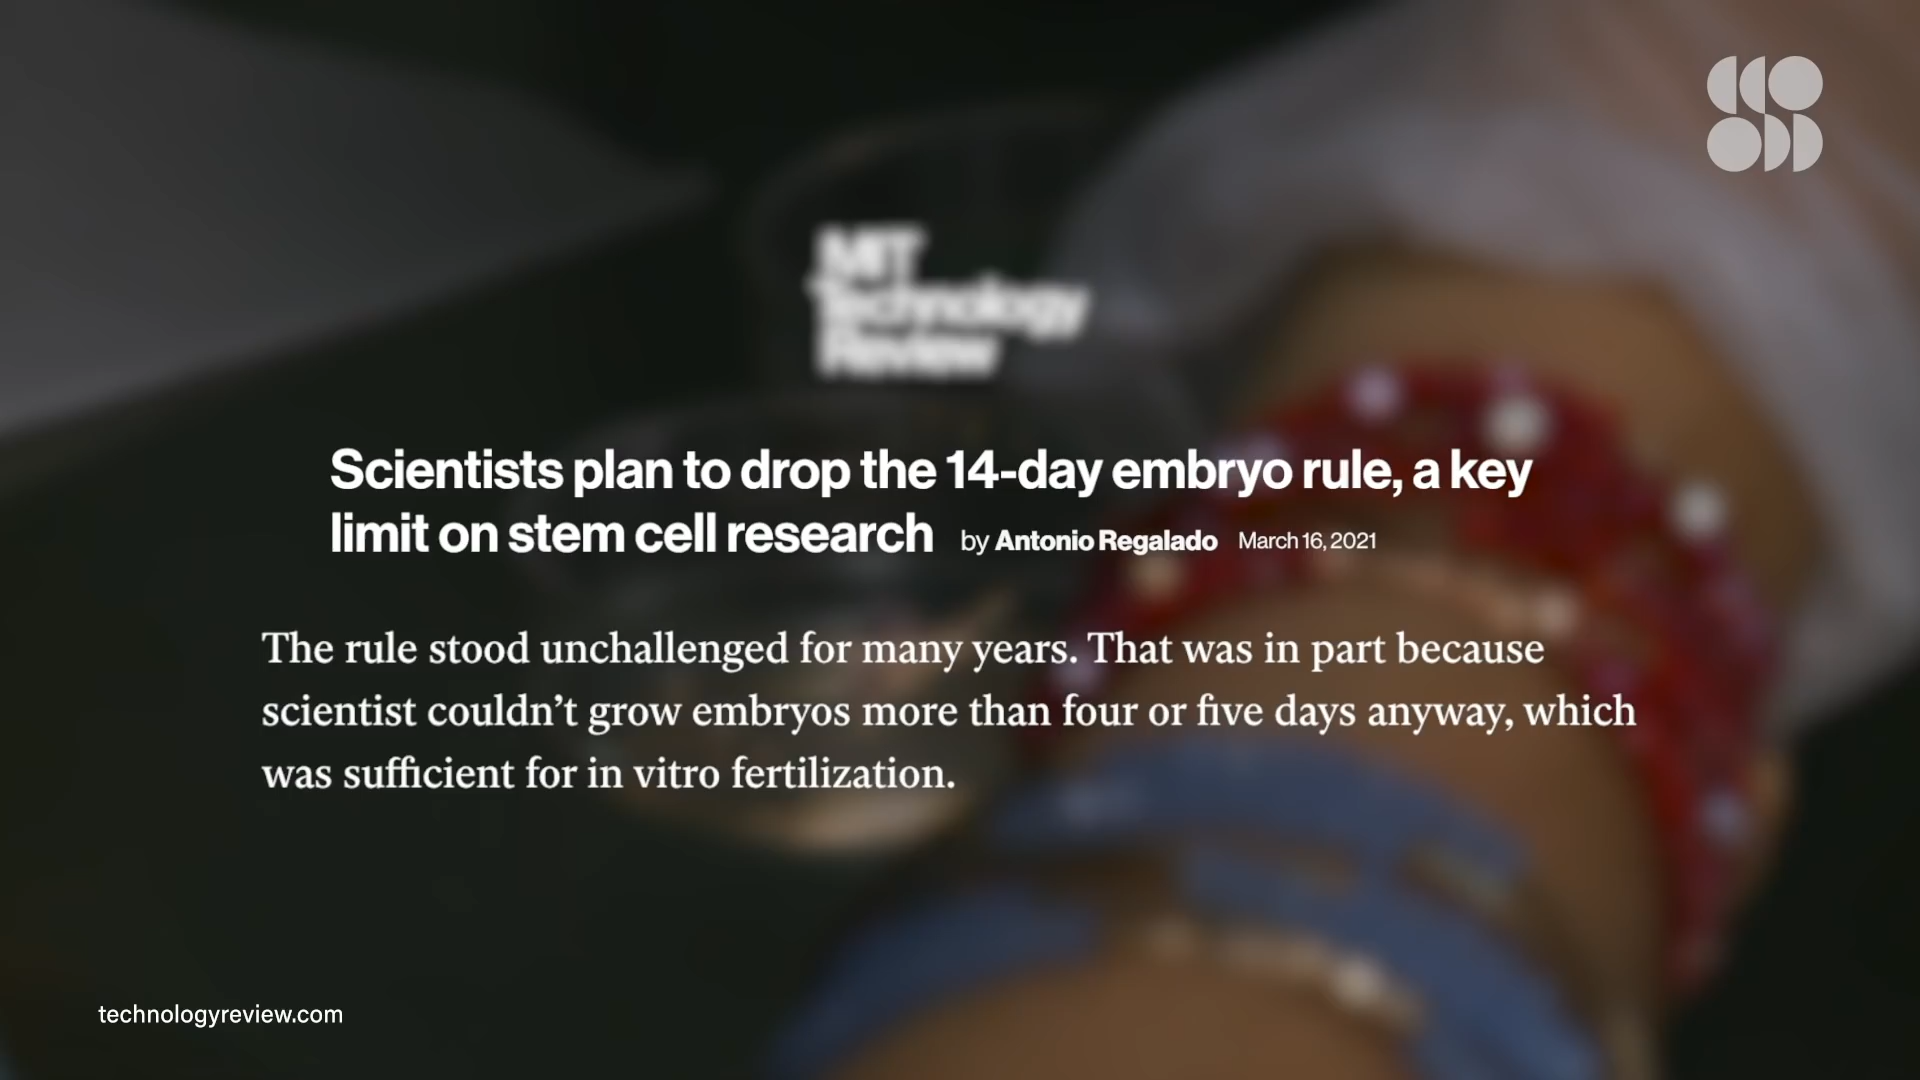 MIT
Technology
Review
Scientists plan to drop the 14-day embryo rule, a key
limit on stem cell research by Antonio Regalado March 16, 2021
The rule stood unchallenged for many years. That was in part because
scientist couldn’t grow embryos more than four or five days anyway, which
was sufficient for in vitro fertilization.
technologyreview.com